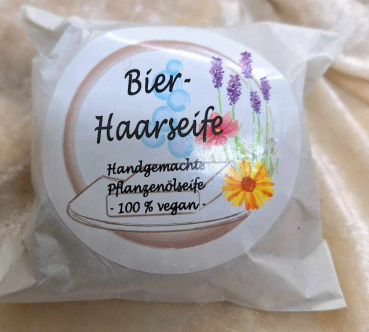 Bier-
Haarseife
Handgemachte
Pflanzenölseife
- 100 % vegan -